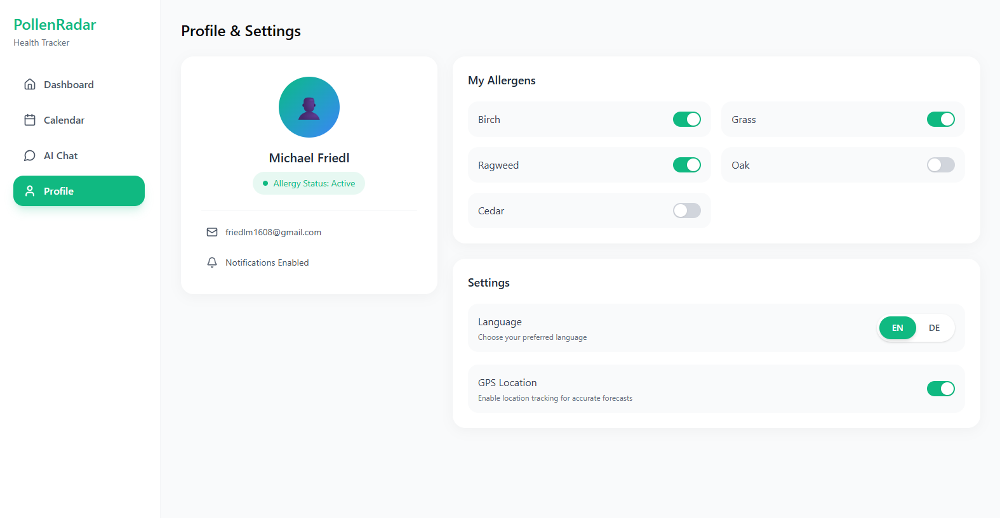 PollenRadar
Health Tracker
Dashboard
Calendar
AI Chat
Profile
Profile & Settings
Michael Friedl
Allergy Status: Active
friedlm1608@gmail.com
Notifications Enabled
My Allergens
Birch
Grass
Ragweed
Oak
Cedar
Settings
Language
Choose your preferred language
EN DE
GPS Location
Enable location tracking for accurate forecasts